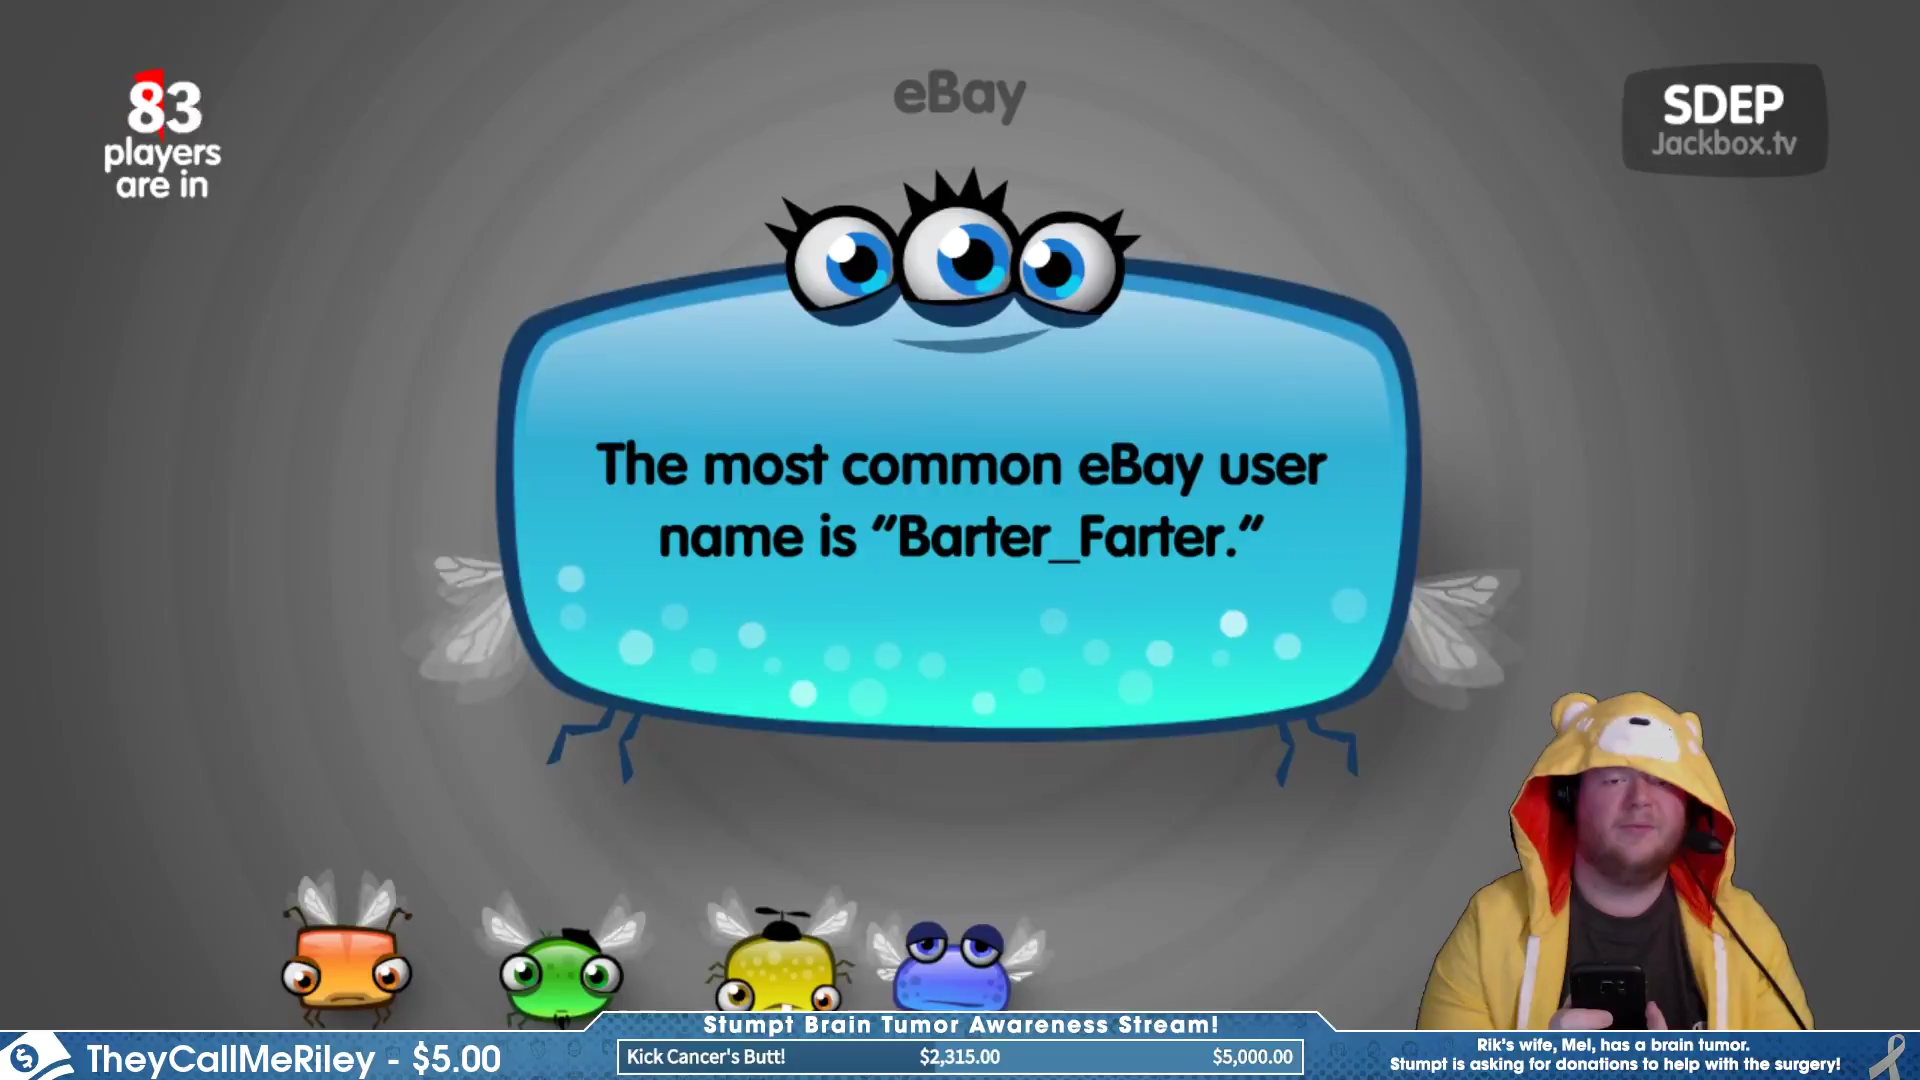 83
players
are in
eBay
SDEP
Jackbox.tv
The most common eBay user
name is "Barter_Farter."
Stumpt Brain Tumor Awareness Stream!
TheyCallMeRiley - $5.00
Kick Cancer's Butt! $2,315.00 $5,000.00
Rik's wife, Mel, has a brain tumor.
Stumpt is asking for donations to help with the surgery!